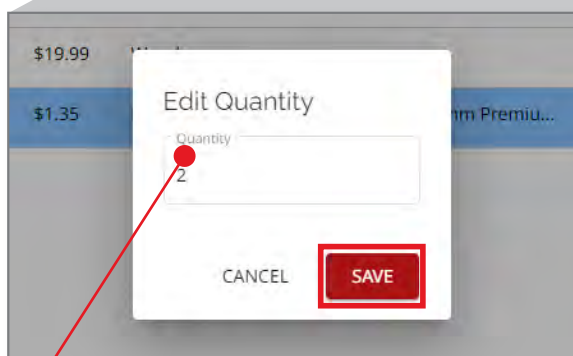 $19.99
Edit Quantity
$1.35
mm Premiu...
Quantity
2
CANCEL SAVE